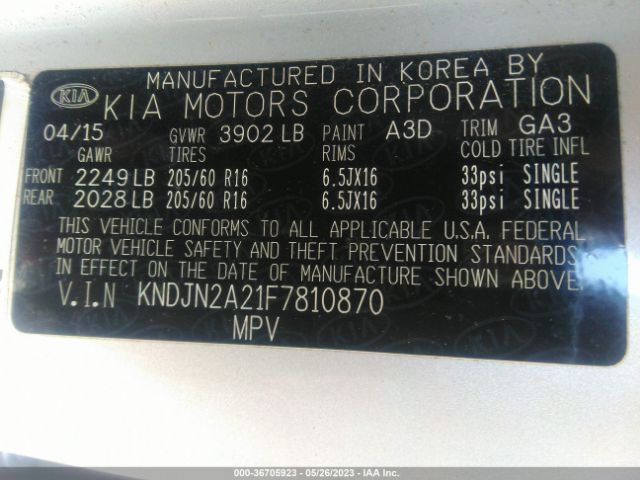 MANUFACTURED IN KOREA BY
KIA KIA MOTORS CORPORATION
04/15 GVWR 3902 LB PAINT A3D TRIM GA3
GAWR TIRES RIMS COLD TIRE INFL
FRONT 2249 LB 205/60 R16 6.5JX16 33psi SINGLE
REAR 2028 LB 205/60 R16 6.5JX16 33psi SINGLE
THIS VEHICLE CONFORMS TO ALL APPLICABLE U.S.A. FEDERAL
MOTOR VEHICLE SAFETY AND THEFT PREVENTION STANDARDS
IN EFFECT ON THE DATE OF MANUFACTURE SHOWN ABOVE.
V.I.N KNDJN2A21F7810870
MPV
000-36705923 - 05/26/2023 - IAA Inc.